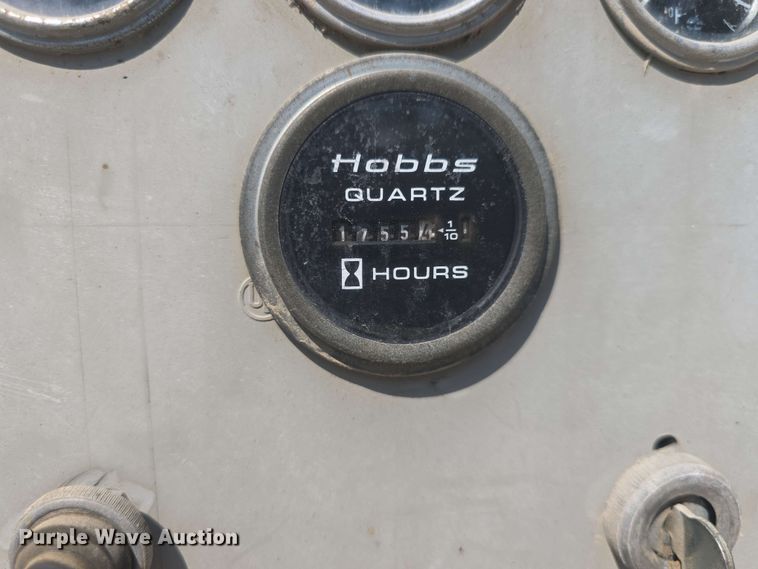 Hobbs
QUARTZ
1 7 5 5 4 1/10
HOURS
Purple Wave Auction